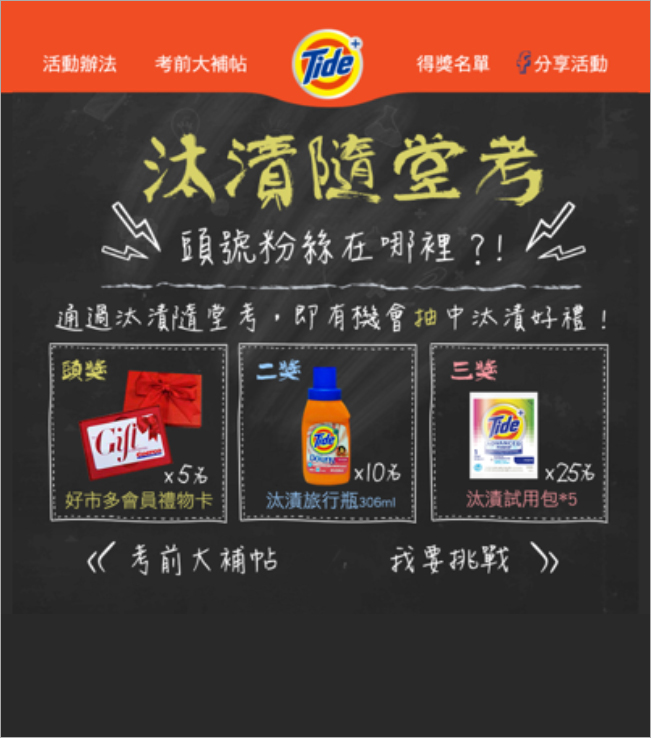 活動辦法 考前大補帖 Tide+ 得獎名單 f 分享活動
汰漬隨堂考
頭號粉絲在哪裡?!
通過汰漬隨堂考,即有機會抽中汰漬好禮!
頭獎 二獎 三獎
Gift Tide Downy Tide+ ADVANCED
x5名 x10名 x25名
好市多會員禮物卡 汰漬旅行瓶306ml 汰漬試用包*5
《 考前大補帖 我要挑戰 》